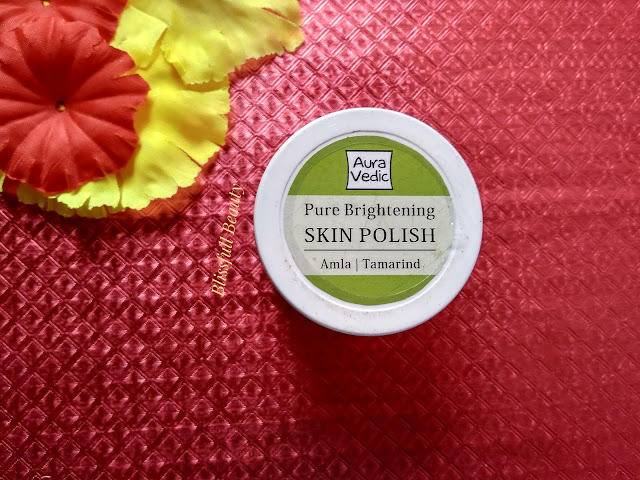 Aura
Vedic
Pure Brightening
SKIN POLISH
Amla | Tamarind
Blissfull Beauty